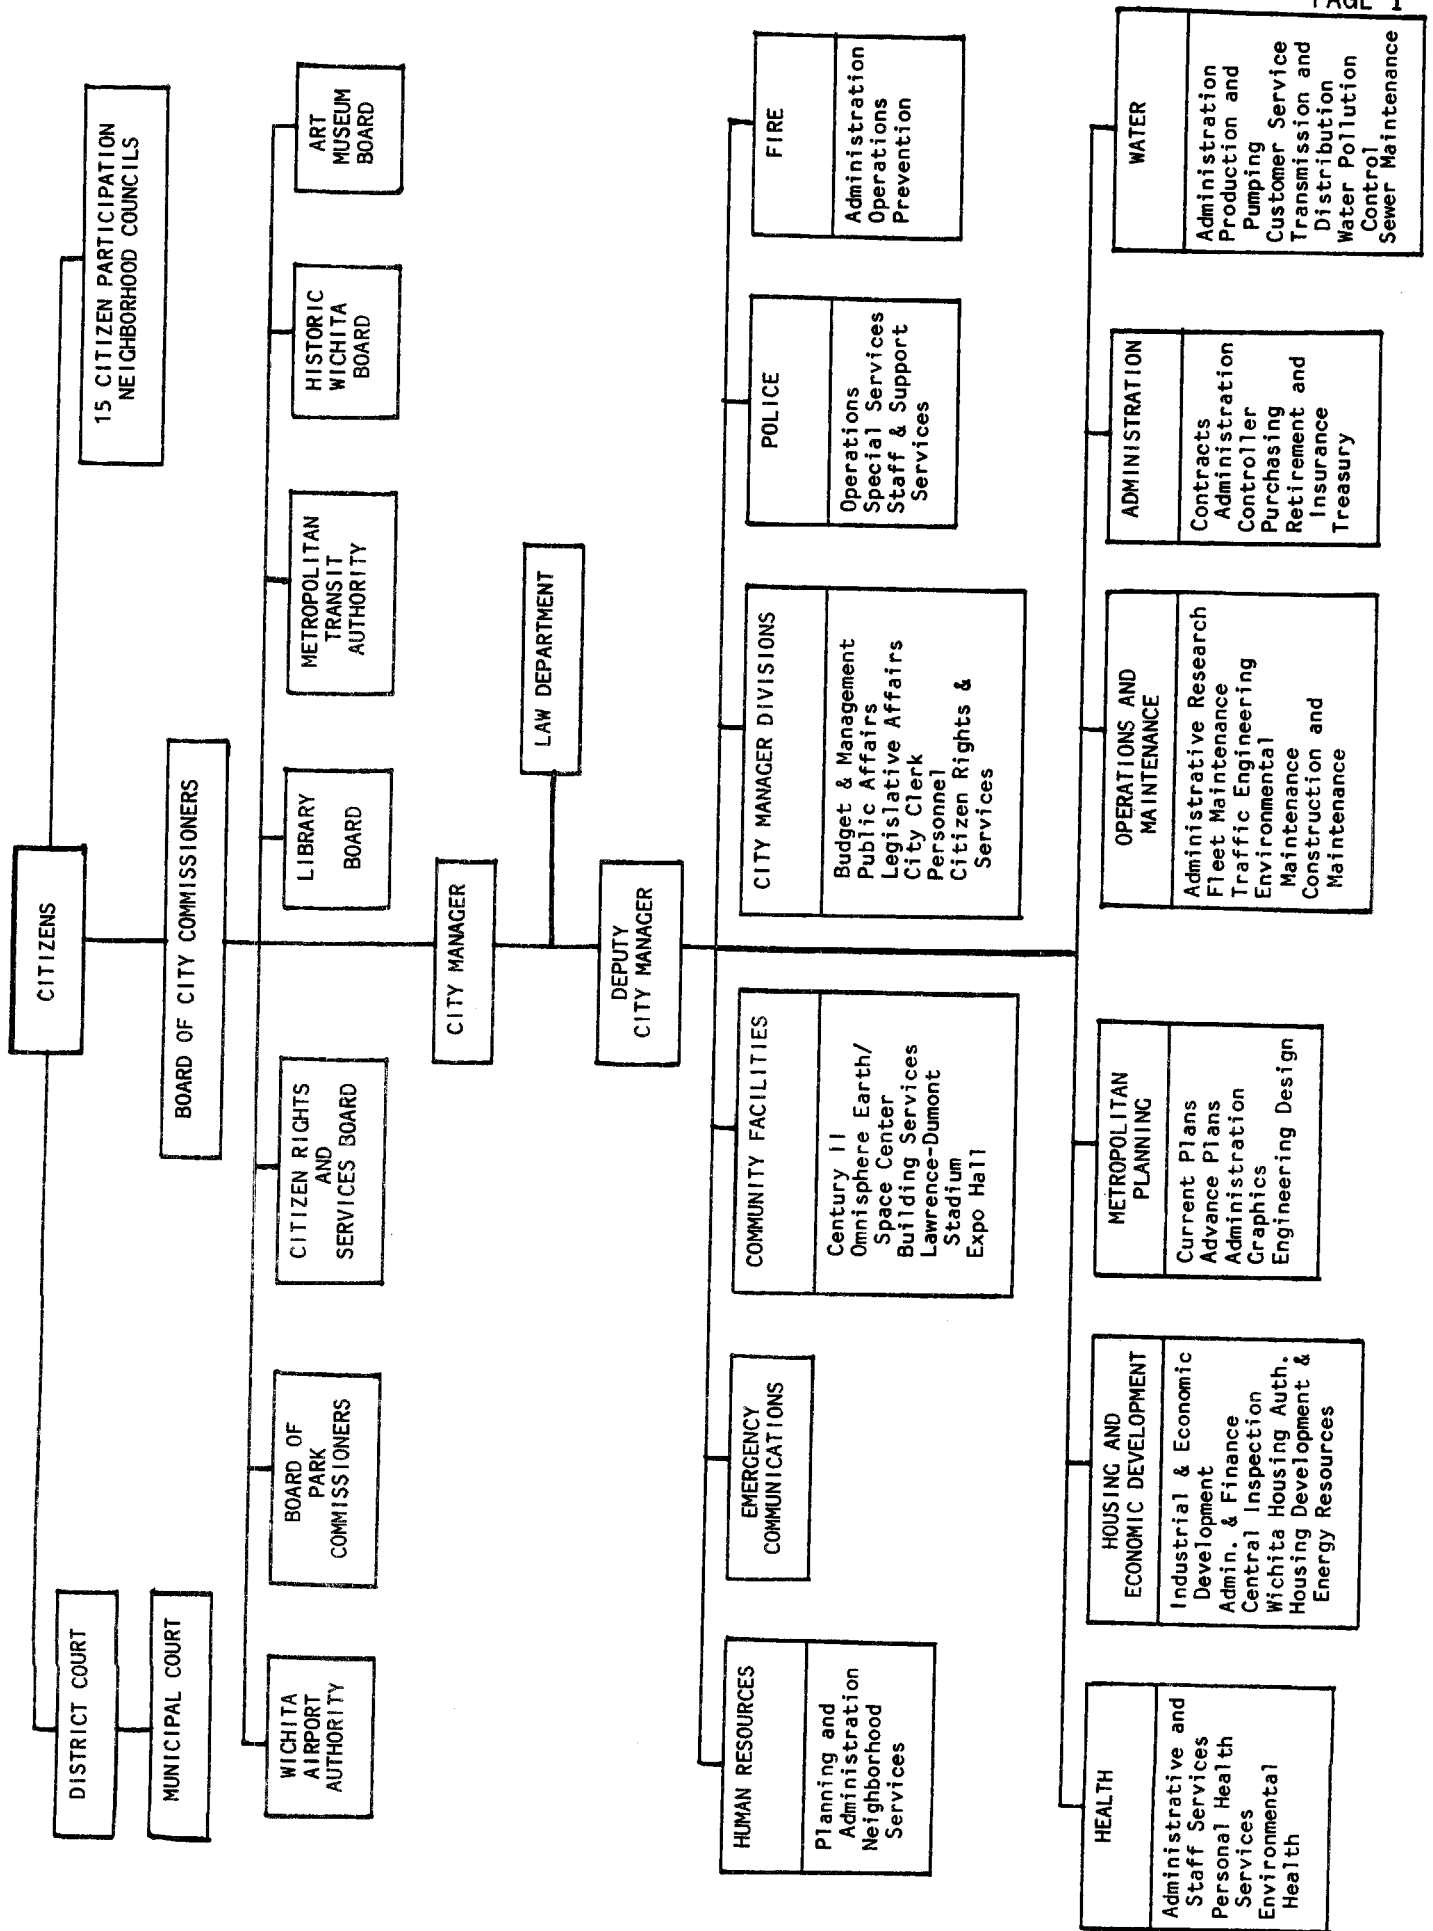 PAGE 1
CITIZENS
15 CITIZEN PARTICIPATION
NEIGHBORHOOD COUNCILS
DISTRICT COURT
MUNICIPAL COURT
BOARD OF CITY COMMISSIONERS
WICHITA
AIRPORT
AUTHORITY
BOARD OF
PARK
COMMISSIONERS
CITIZEN RIGHTS
AND
SERVICES BOARD
LIBRARY
BOARD
METROPOLITAN
TRANSIT
AUTHORITY
HISTORIC
WICHITA
BOARD
ART
MUSEUM
BOARD
CITY MANAGER
LAW DEPARTMENT
DEPUTY
CITY MANAGER
HUMAN RESOURCES
Planning and
Administration
Neighborhood
Services
EMERGENCY
COMMUNICATIONS
COMMUNITY FACILITIES
Century II
Omnisphere Earth/
Space Center
Building Services
Lawrence-Dumont
Stadium
Expo Hall
CITY MANAGER DIVISIONS
Budget & Management
Public Affairs
Legislative Affairs
City Clerk
Personnel
Citizen Rights &
Services
POLICE
Operations
Special Services
Staff & Support
Services
FIRE
Administration
Operations
Prevention
HEALTH
Administrative and
Staff Services
Personal Health
Services
Environmental
Health
HOUSING AND
ECONOMIC DEVELOPMENT
Industrial & Economic
Development
Admin. & Finance
Central Inspection
Wichita Housing Auth.
Housing Development &
Energy Resources
METROPOLITAN
PLANNING
Current Plans
Advance Plans
Administration
Graphics
Engineering Design
OPERATIONS AND
MAINTENANCE
Administrative Research
Fleet Maintenance
Traffic Engineering
Environmental
Maintenance
Construction and
Maintenance
ADMINISTRATION
Contracts
Administration
Controller
Purchasing
Retirement and
Insurance
Treasury
WATER
Administration
Production and
Pumping
Customer Service
Transmission and
Distribution
Water Pollution
Control
Sewer Maintenance